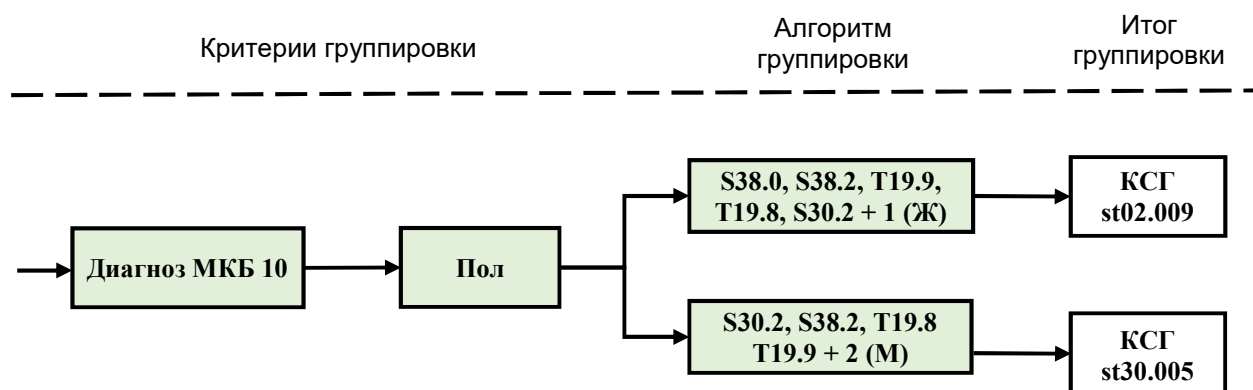 Критерии группировки
Алгоритм
группировки
Итог
группировки
Диагноз МКБ 10
Пол
S38.0, S38.2, T19.9,
T19.8, S30.2 + 1 (Ж)
КСГ
st02.009
S30.2, S38.2, T19.8
T19.9 + 2 (М)
КСГ
st30.005